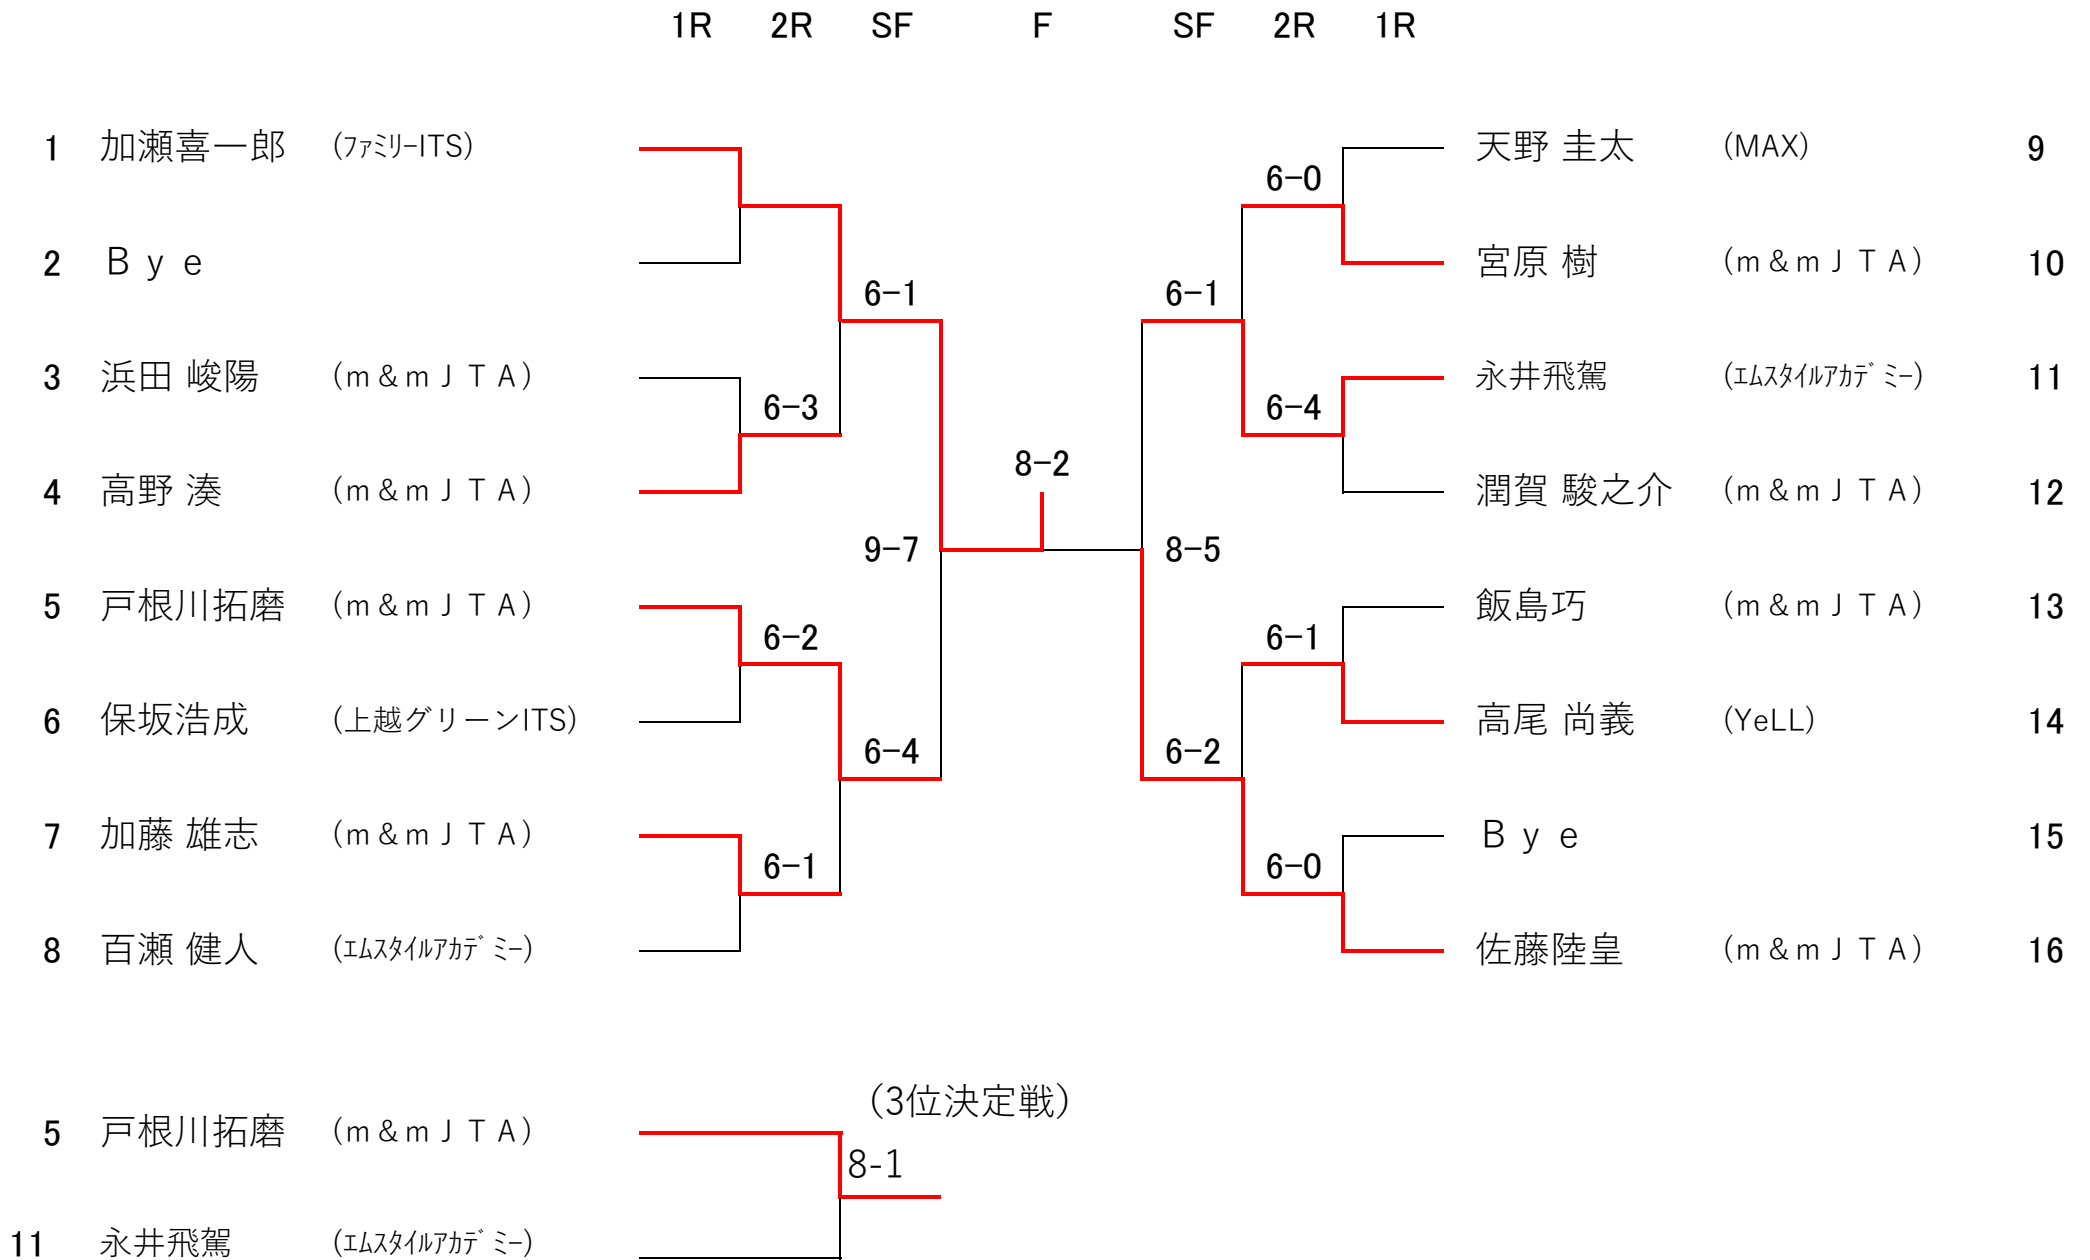 1R 2R SF F SF 2R 1R
1 加瀬喜一郎 (ﾌｧﾐﾘｰITS) 天野 圭太 (MAX) 9
6-0
2 Ｂｙｅ 宮原 樹 (ｍ＆ｍＪＴＡ) 10
6-1 6-1
3 浜田 峻陽 (ｍ＆ｍＪＴＡ) 永井飛駕 (ｴﾑｽﾀｲﾙｱｶﾃﾞﾐｰ) 11
6-3 6-4
8-2
4 高野 湊 (ｍ＆ｍＪＴＡ) 潤賀 駿之介 (ｍ＆ｍＪＴＡ) 12
9-7 8-5
5 戸根川拓磨 (ｍ＆ｍＪＴＡ) 飯島巧 (ｍ＆ｍＪＴＡ) 13
6-2 6-1
6 保坂浩成 (上越グリーンITS) 高尾 尚義 (YeLL) 14
6-4 6-2
7 加藤 雄志 (ｍ＆ｍＪＴＡ) Ｂｙｅ 15
6-1 6-0
8 百瀬 健人 (ｴﾑｽﾀｲﾙｱｶﾃﾞﾐｰ) 佐藤陸皇 (ｍ＆ｍＪＴＡ) 16
(3位決定戦)
5 戸根川拓磨 (ｍ＆ｍＪＴＡ)
8-1
11 永井飛駕 (ｴﾑｽﾀｲﾙｱｶﾃﾞﾐｰ)